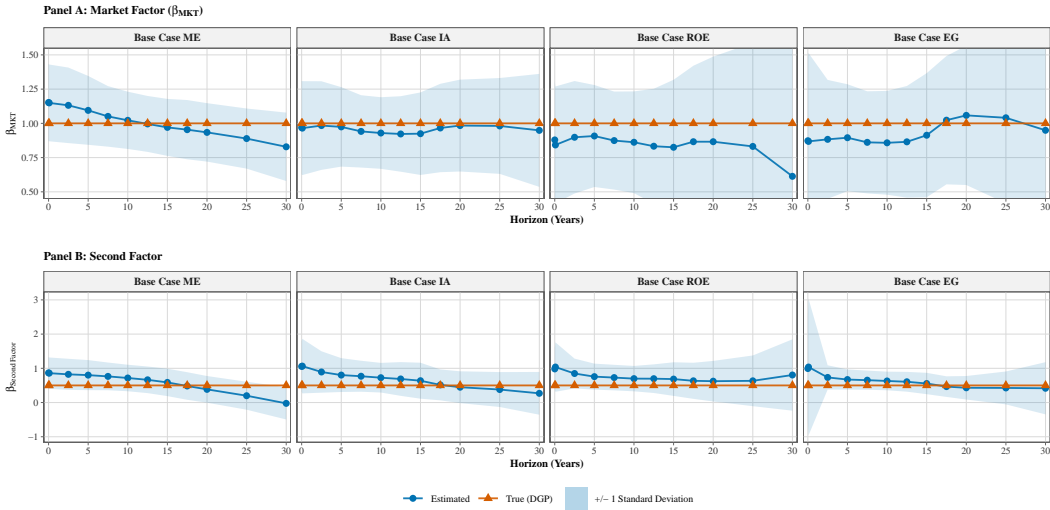 Panel A: Market Factor (βMKT)
Base Case ME
Base Case IA
Base Case ROE
Base Case EG
βMKT
1.50
1.25
1.00
0.75
0.50
0 5 10 15 20 25 30
0 5 10 15 20 25 30
0 5 10 15 20 25 30
0 5 10 15 20 25 30
Horizon (Years)
Panel B: Second Factor
Base Case ME
Base Case IA
Base Case ROE
Base Case EG
βSecond Factor
3
2
1
0
−1
0 5 10 15 20 25 30
0 5 10 15 20 25 30
0 5 10 15 20 25 30
0 5 10 15 20 25 30
Horizon (Years)
Estimated
True (DGP)
+/− 1 Standard Deviation